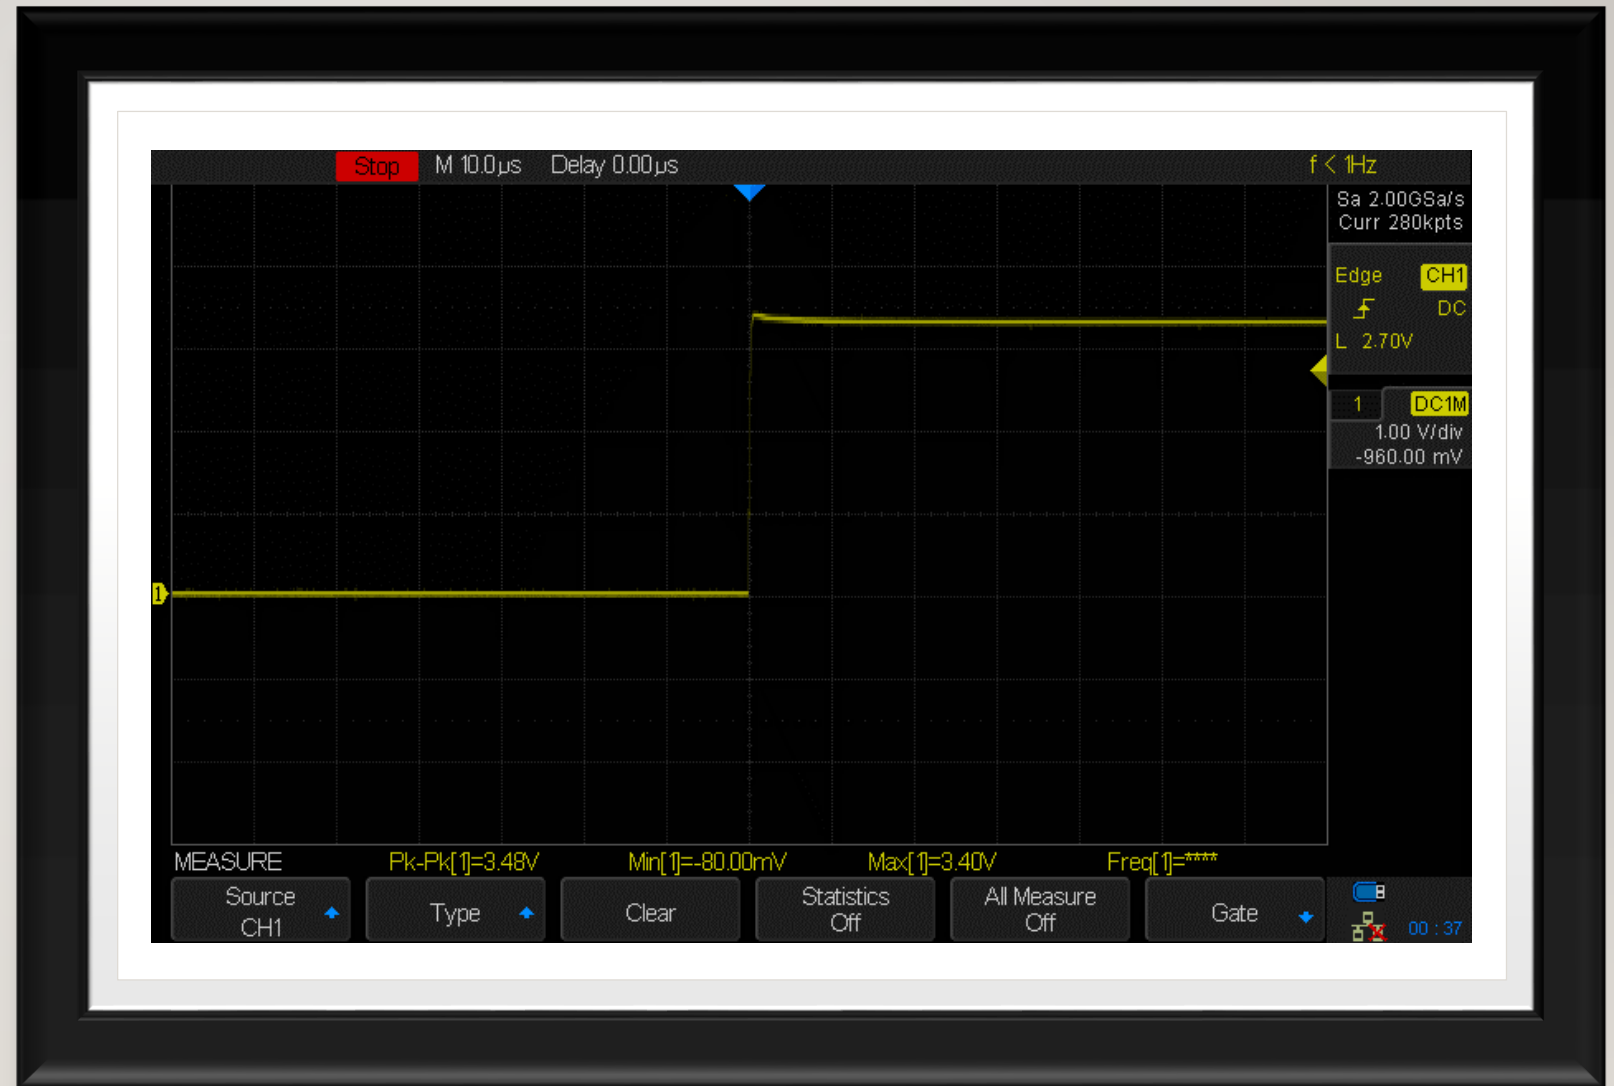 Stop M 10.0µs Delay 0.00µs f < 1Hz
Sa 2.00GSa/s
Curr 280kpts
Edge CH1
DC
L 2.70V
1 DC1M
1.00 V/div
-960.00 mV
1
MEASURE Pk-Pk[1]=3.48V Min[1]=-80.00mV Max[1]=3.40V Freq[1]=****
Source
CH1
Type
Clear
Statistics
Off
All Measure
Off
Gate
00 : 37